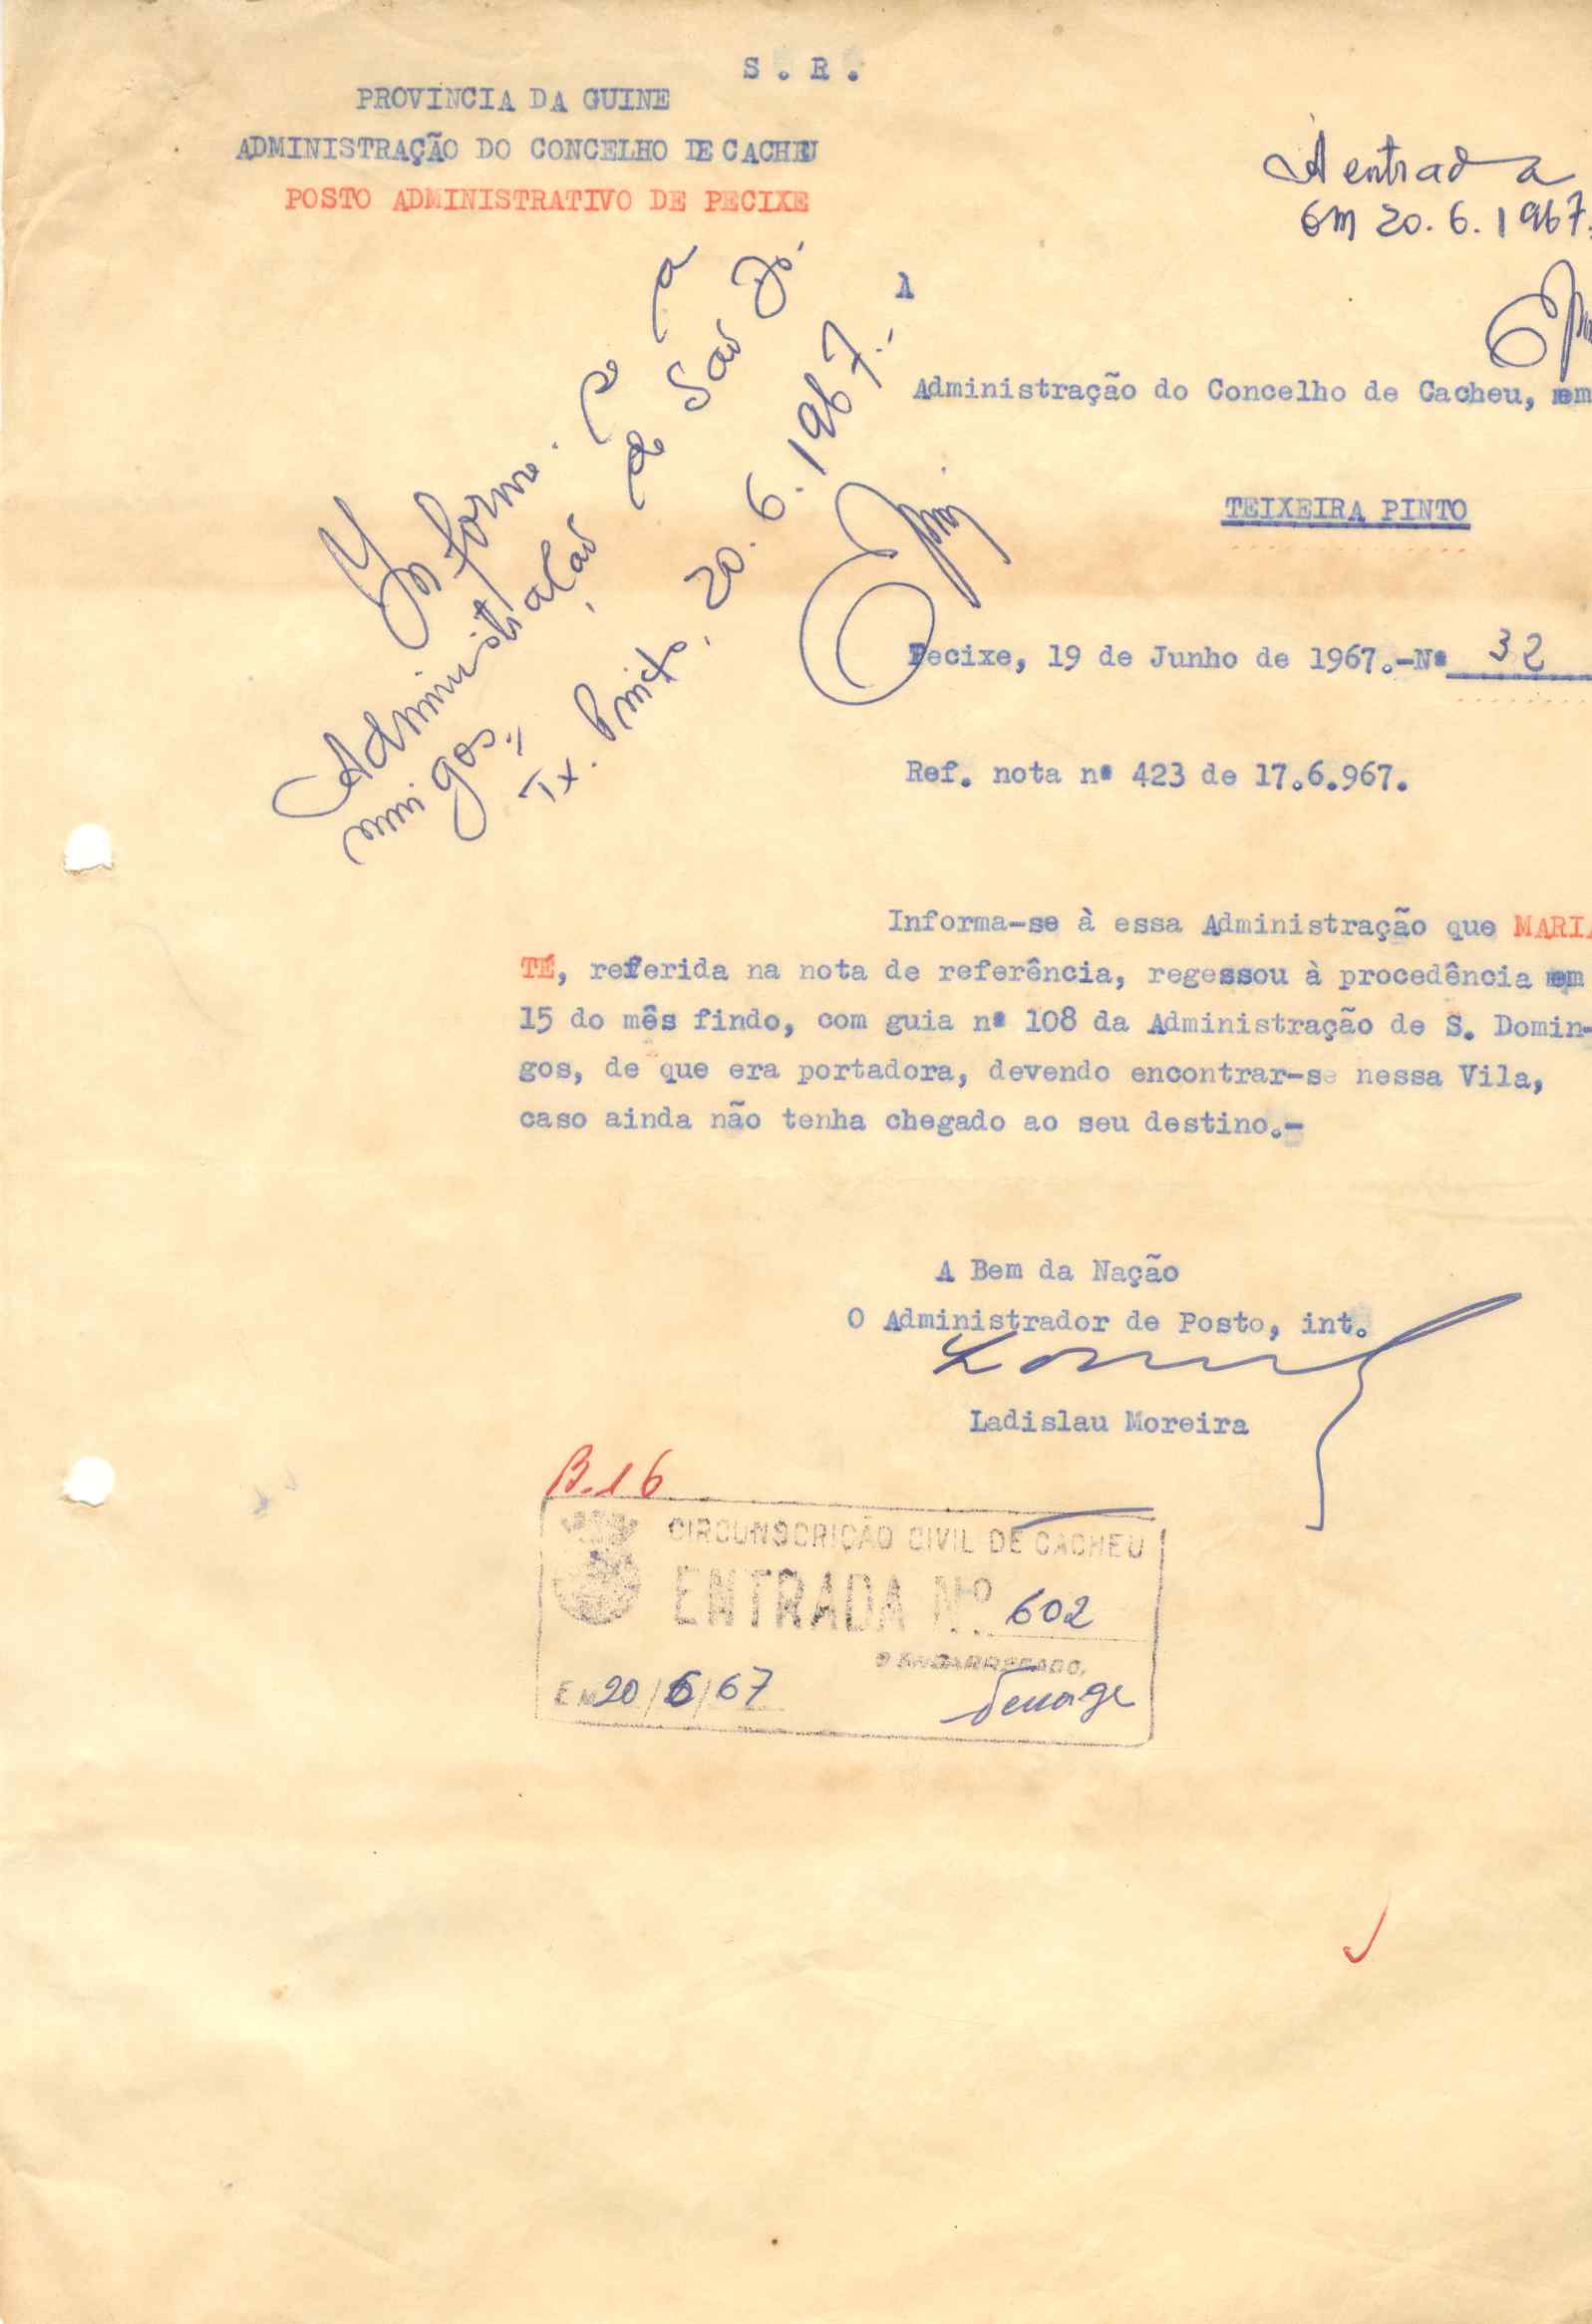 S . R .
PROVINCIA DA GUINE
ADMINISTRAÇÃO DO CONCELHO DE CACHEU
POSTO ADMINISTRATIVO DE PECIXE
À entrada
em 20.6.1967.
À
Administração do Concelho de Cacheu, em
TEIXEIRA PINTO
Informe-se a
Administração de São Do-
mingos.,
Tx. Pinto, 20.6.1967.-
Pecixe, 19 de Junho de 1967.-Nº 32
Ref. nota nº 423 de 17.6.967.
Informa-se à essa Administração que MARIA
TÉ, referida na nota de referência, regessou à procedência em
15 do mês findo, com guia nº 108 da Administração de S. Domin-
gos, de que era portadora, devendo encontrar-se nessa Vila,
caso ainda não tenha chegado ao seu destino.-
A Bem da Nação
O Administrador de Posto, int.
Ladislau Moreira
B.16
CIRCUNSCRIÇÃO CIVIL DE CACHEU
ENTRADA Nº 602
O ENCARREGADO,
EM 20/6/67